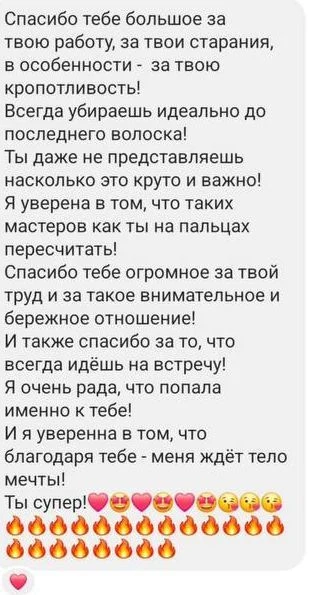 Спасибо тебе большое за
твою работу, за твои старания,
в особенности - за твою
кропотливость!
Всегда убираешь идеально до
последнего волоска!
Ты даже не представляешь
насколько это круто и важно!
Я уверена в том, что таких
мастеров как ты на пальцах
пересчитать!
Спасибо тебе огромное за твой
труд и за такое внимательное и
бережное отношение!
И также спасибо за то, что
всегда идёшь на встречу!
Я очень рада, что попала
именно к тебе!
И я уверенна в том, что
благодаря тебе - меня ждёт тело
мечты!
Ты супер!❤️🤩❤️🤩❤️🤩😘😘😘
🔥🔥🔥🔥🔥🔥🔥🔥🔥🔥🔥🔥🔥🔥
🔥🔥🔥🔥🔥🔥🔥🔥
❤️